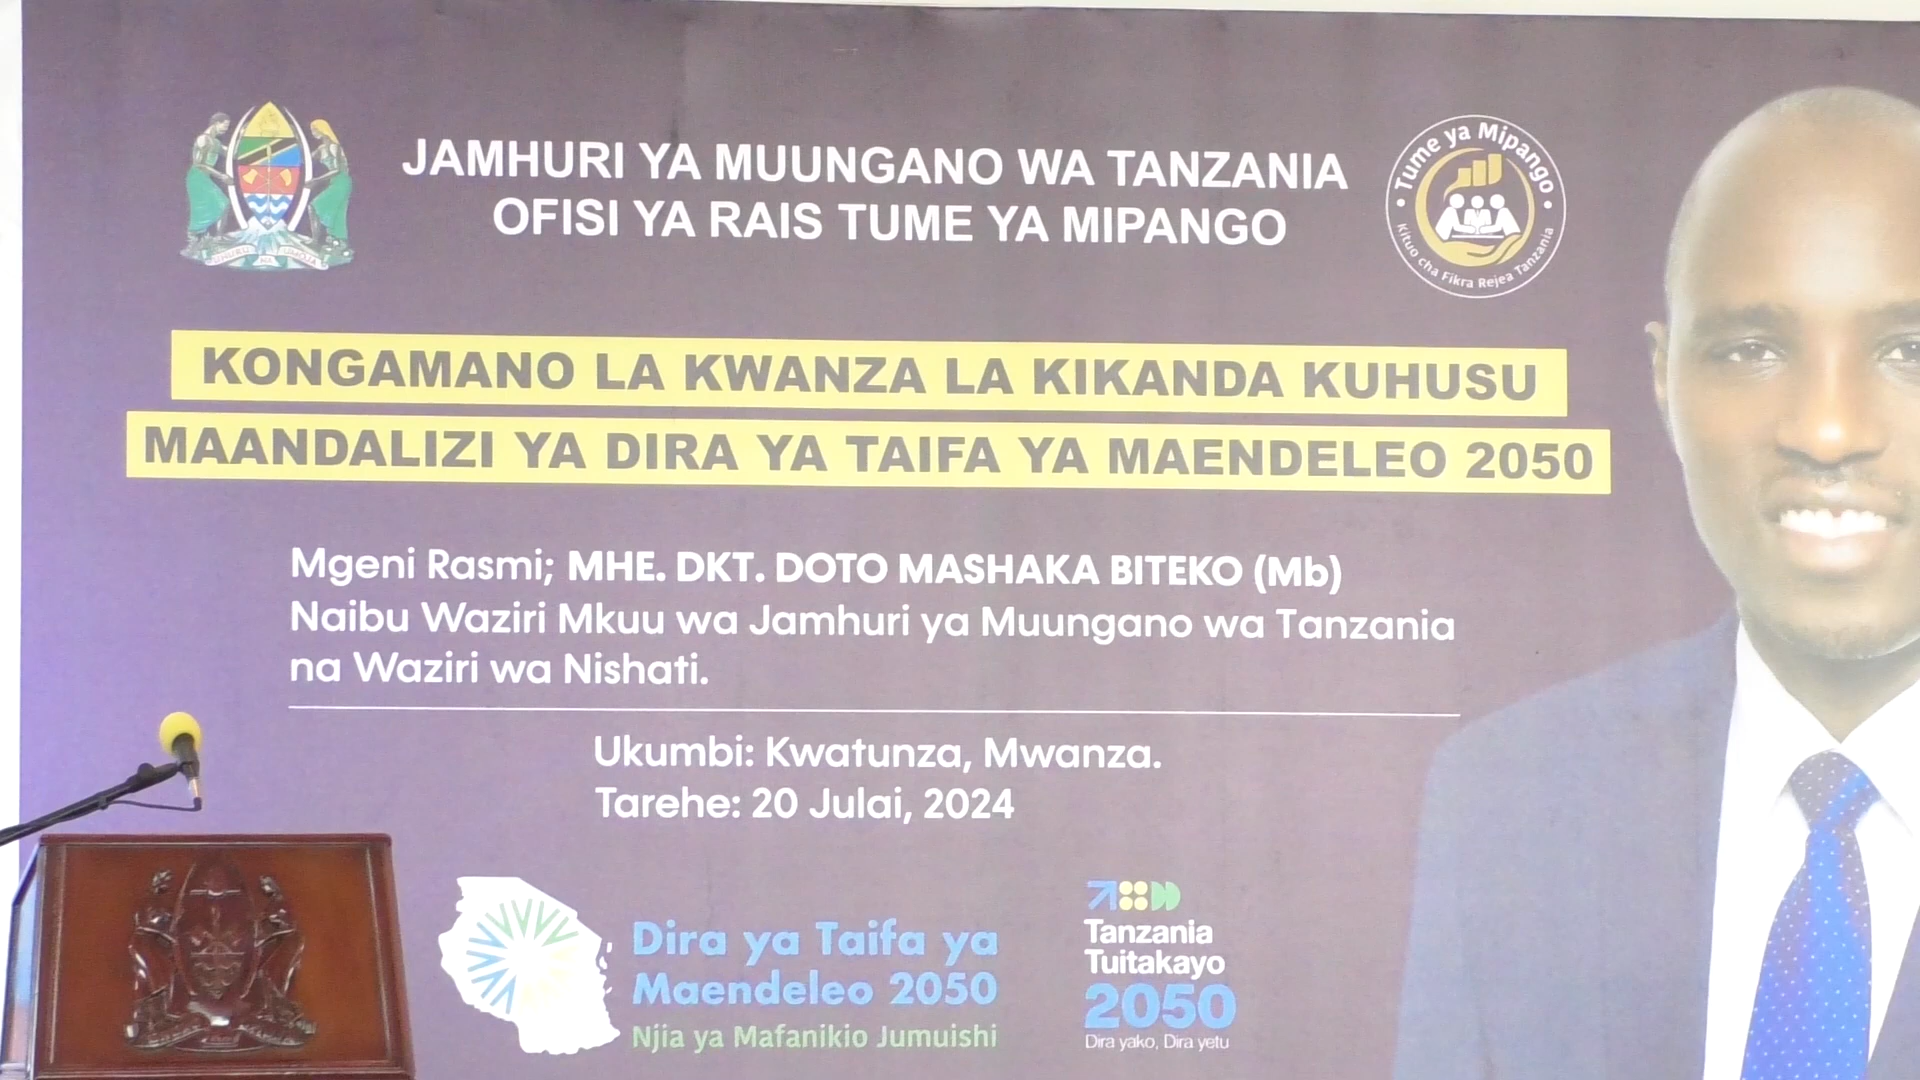 JAMHURI YA MUUNGANO WA TANZANIA
OFISI YA RAIS TUME YA MIPANGO
Tume ya Mipango
Kituo cha Fikra Rejea Tanzania
UHURU NA UMOJA
KONGAMANO LA KWANZA LA KIKANDA KUHUSU
MAANDALIZI YA DIRA YA TAIFA YA MAENDELEO 2050
Mgeni Rasmi; MHE. DKT. DOTO MASHAKA BITEKO (Mb)
Naibu Waziri Mkuu wa Jamhuri ya Muungano wa Tanzania
na Waziri wa Nishati.
Ukumbi: Kwatunza, Mwanza.
Tarehe: 20 Julai, 2024
Dira ya Taifa ya
Maendeleo 2050
Njia ya Mafanikio Jumuishi
Tanzania
Tuitakayo
2050
Dira yako, Dira yetu